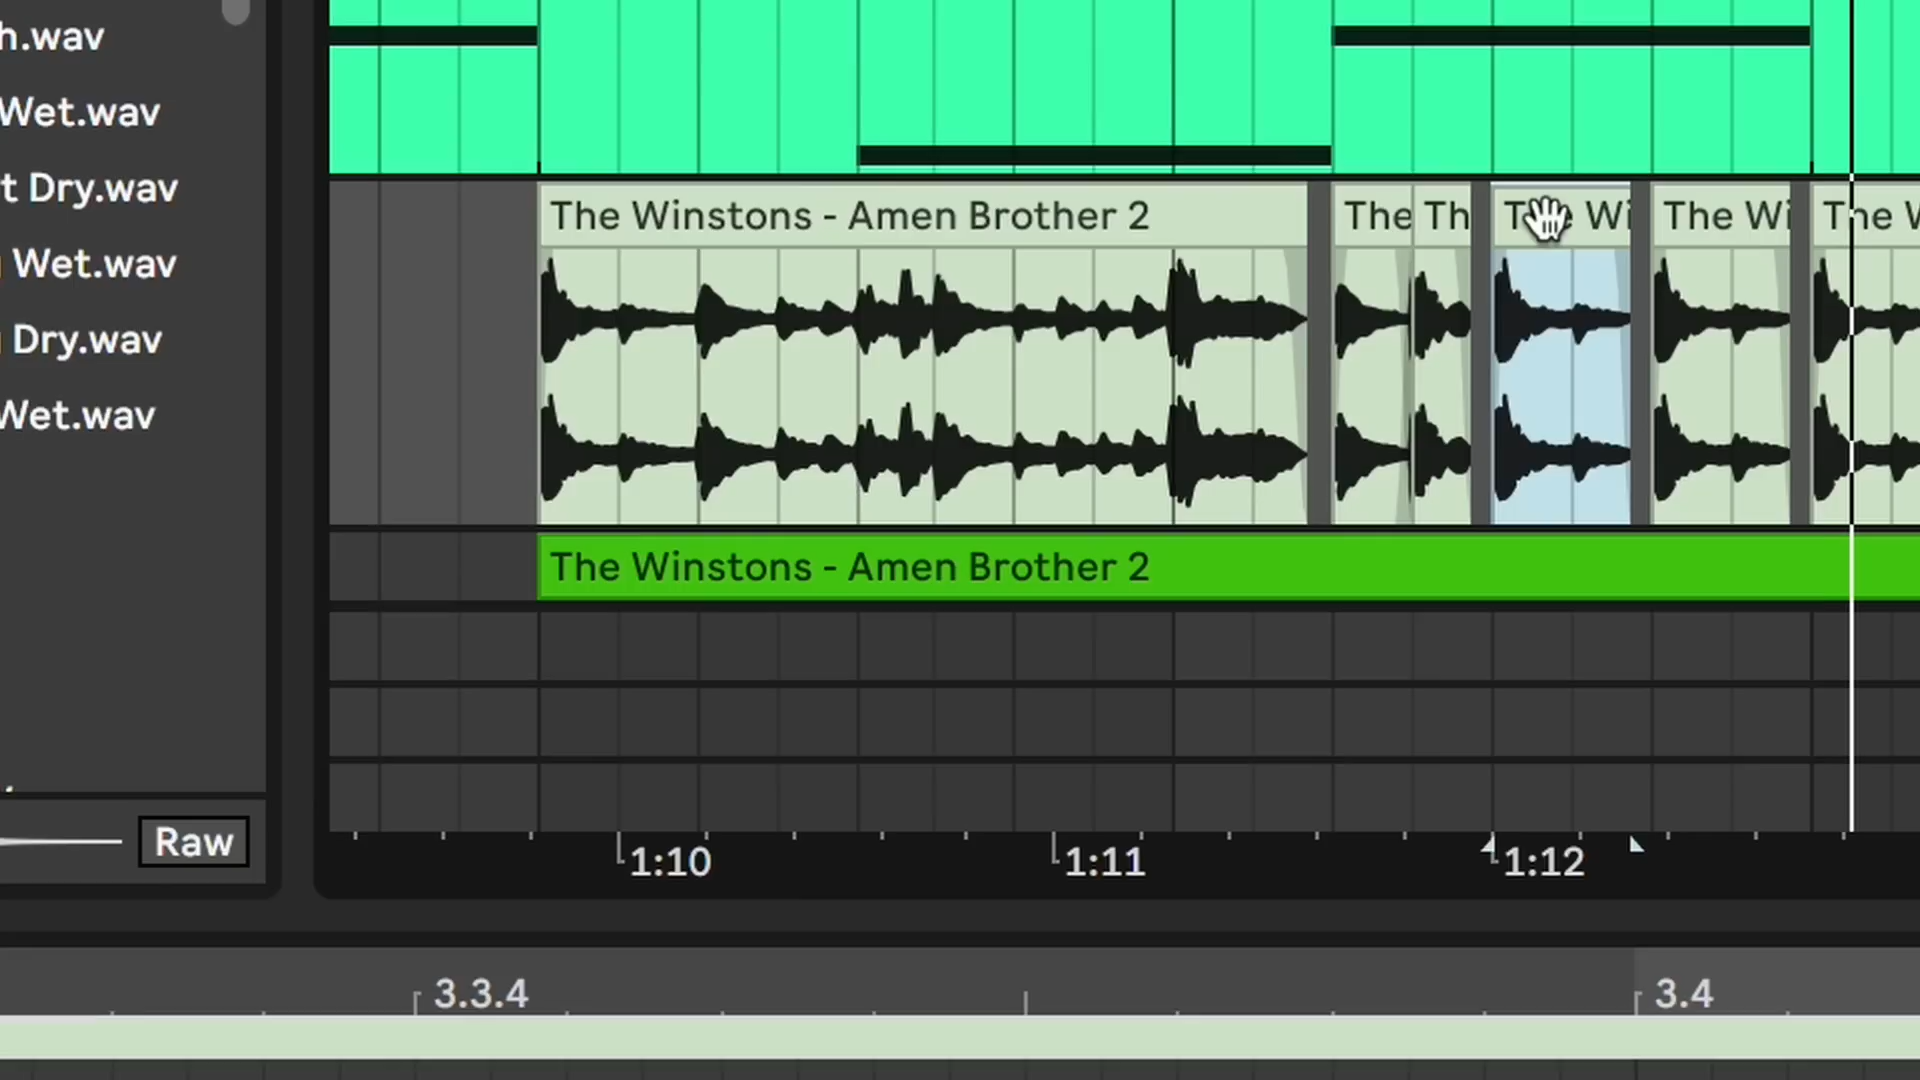 h.wav
Wet.wav
t Dry.wav
Wet.wav
Dry.wav
Wet.wav
Raw
The Winstons - Amen Brother 2
The
Th
The Wi
The Wi
The W
The Winstons - Amen Brother 2
1:10
1:11
1:12
3.3.4
3.4